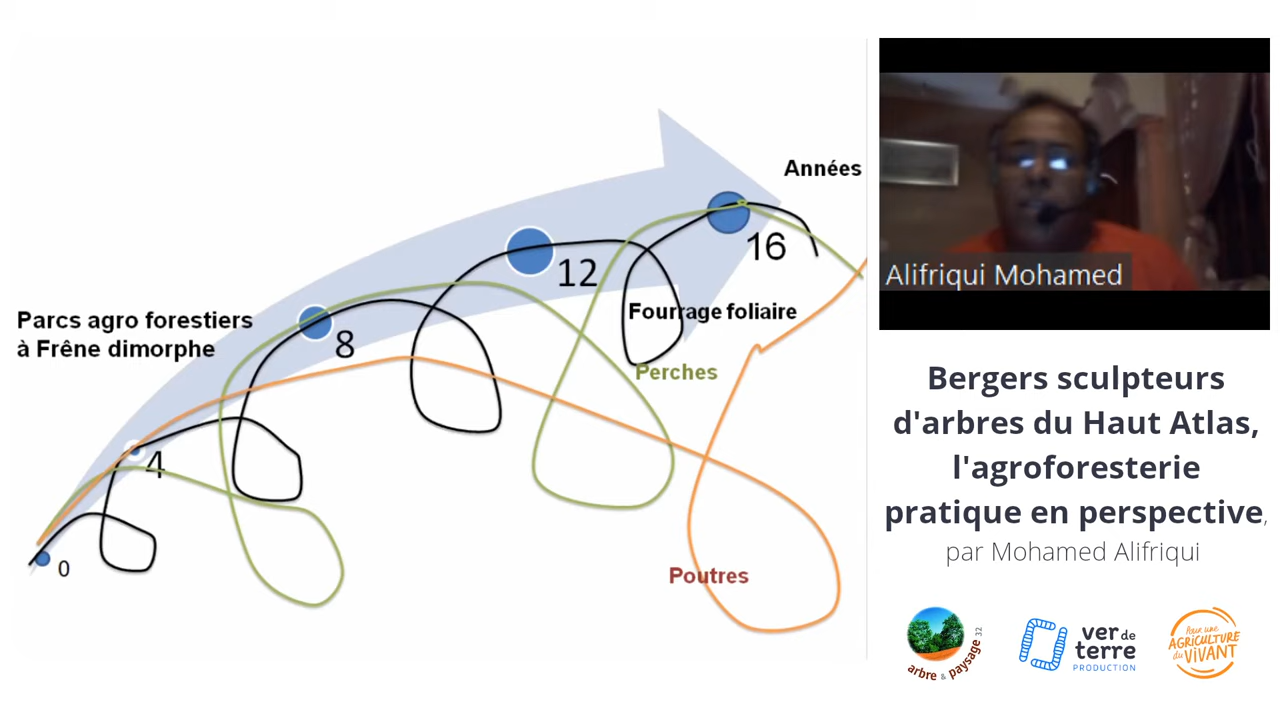 Années
16
12
Fourrage foliaire
Parcs agro forestiers
à Frêne dimorphe
8
Perches
4
Poutres
0
Alifriqui Mohamed
Bergers sculpteurs
d'arbres du Haut Atlas,
l'agroforesterie
pratique en perspective,
par Mohamed Alifriqui
arbre & paysage 32
ver de
terre
PRODUCTION
Pour une
AGRICULTURE
du VIVANT